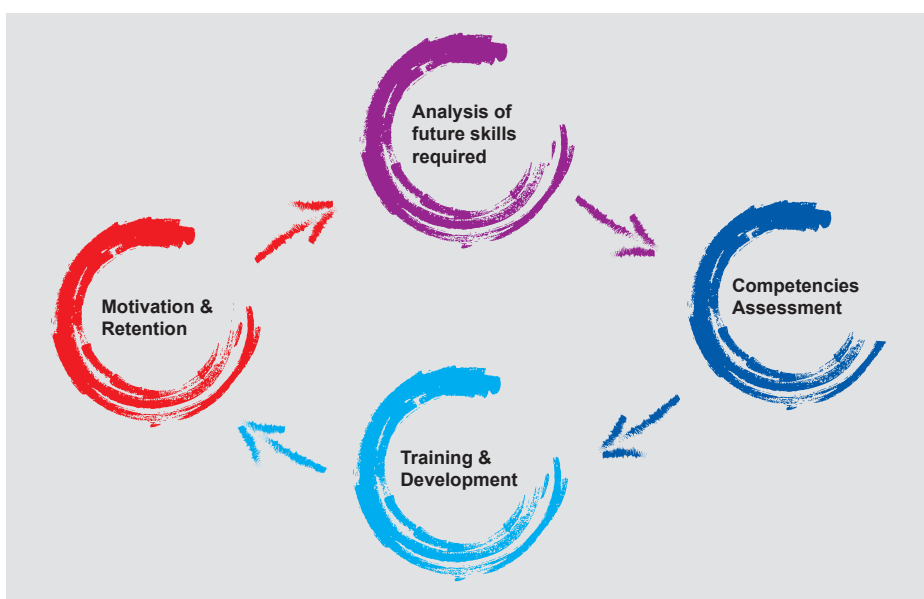 Analysis of
future skills
required
Competencies
Assessment
Training &
Development
Motivation &
Retention